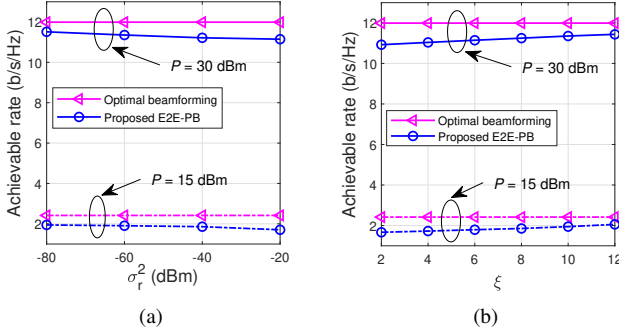 Achievable rate (b/s/Hz)
12
10
8
6
4
2
P = 30 dBm
Optimal beamforming
Proposed E2E-PB
P = 15 dBm
-80 -60 -40 -20
σ_r^2 (dBm)
(a)
Achievable rate (b/s/Hz)
12
10
8
6
4
2
P = 30 dBm
Optimal beamforming
Proposed E2E-PB
P = 15 dBm
2 4 6 8 10 12
ξ
(b)